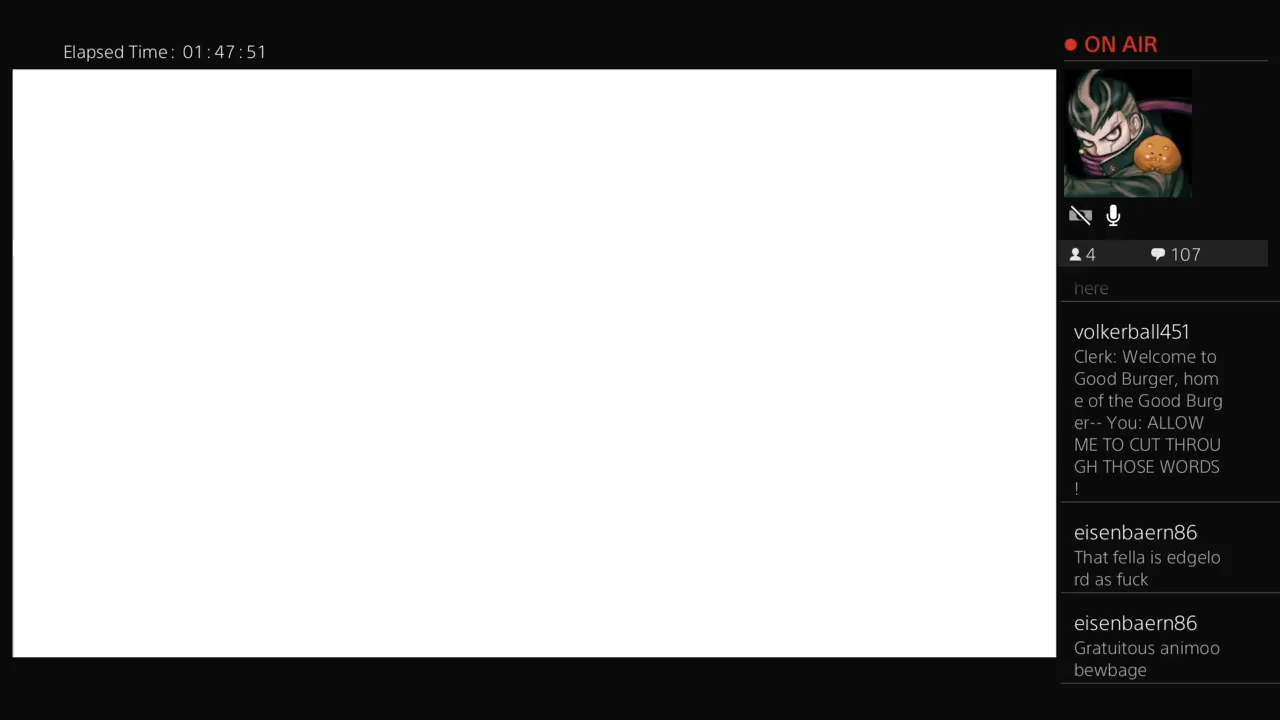 Elapsed Time: 01:47:51
ON AIR
4 107
here
volkerball451
Clerk: Welcome to
Good Burger, hom
e of the Good Burg
er-- You: ALLOW
ME TO CUT THROU
GH THOSE WORDS
!
eisenbaern86
That fella is edgelo
rd as fuck
eisenbaern86
Gratuitous animoo
bewbage